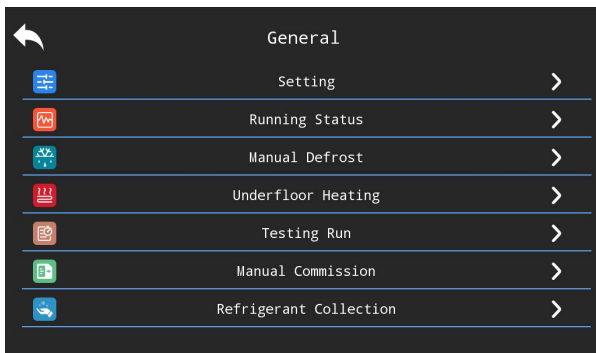 General
Setting
Running Status
Manual Defrost
Underfloor Heating
Testing Run
Manual Commission
Refrigerant Collection